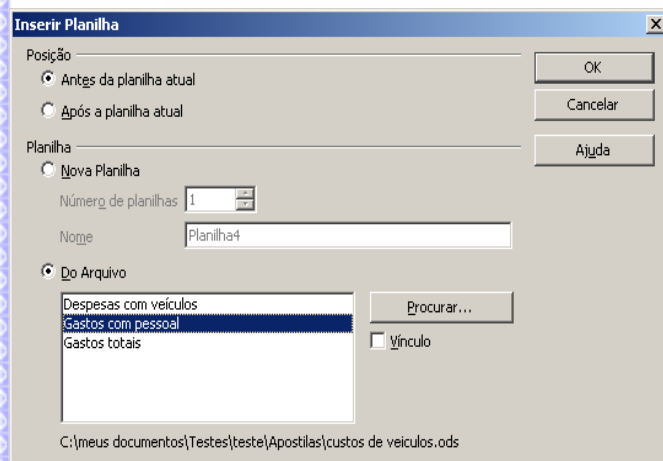 Inserir Planilha
Posição
Antes da planilha atual
Após a planilha atual
OK
Cancelar
Ajuda
Planilha
Nova Planilha
Número de planilhas 1
Nome Planilha4
Do Arquivo
Despesas com veículos
Gastos com pessoal
Gastos totais
Procurar...
Vínculo
C:\meus documentos\Testes\teste\Apostilas\custos de veiculos.ods